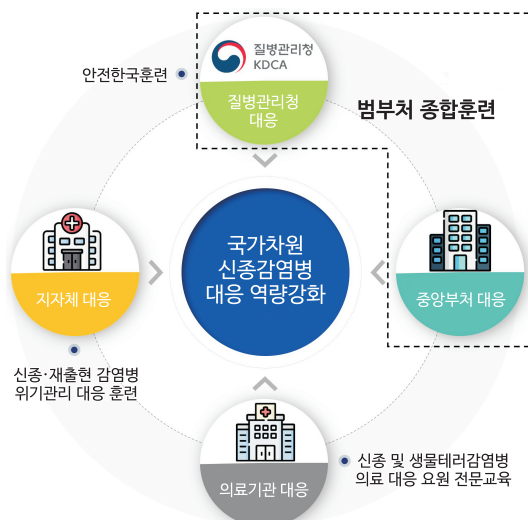 질병관리청
KDCA
안전한국훈련
질병관리청
대응
범부처 종합훈련
국가차원
신종감염병
대응 역량강화
지자체 대응
중앙부처 대응
신종·재출현 감염병
위기관리 대응 훈련
의료기관 대응
신종 및 생물테러감염병
의료 대응 요원 전문교육